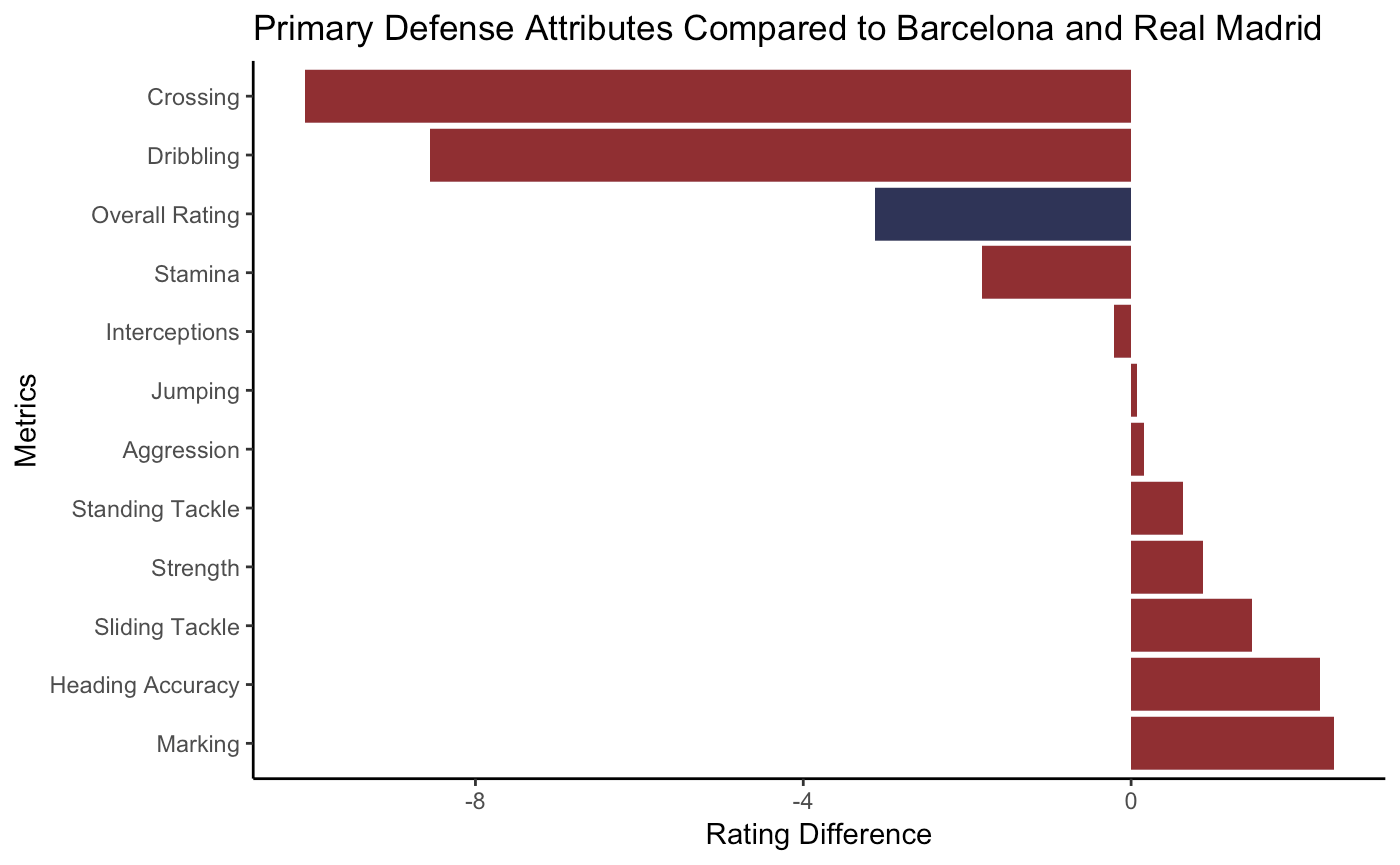 Primary Defense Attributes Compared to Barcelona and Real Madrid
Crossing
Dribbling
Overall Rating
Stamina
Interceptions
Jumping
Aggression
Standing Tackle
Strength
Sliding Tackle
Heading Accuracy
Marking
Metrics
-8 -4 0
Rating Difference